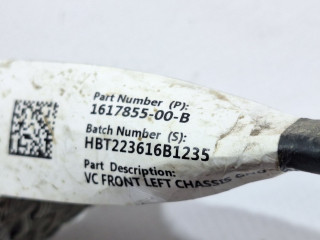 Part Number (P):
1617855-00-B
Batch Number (S):
HBT223616B1235
Part Description:
VC FRONT LEFT CHASSIS